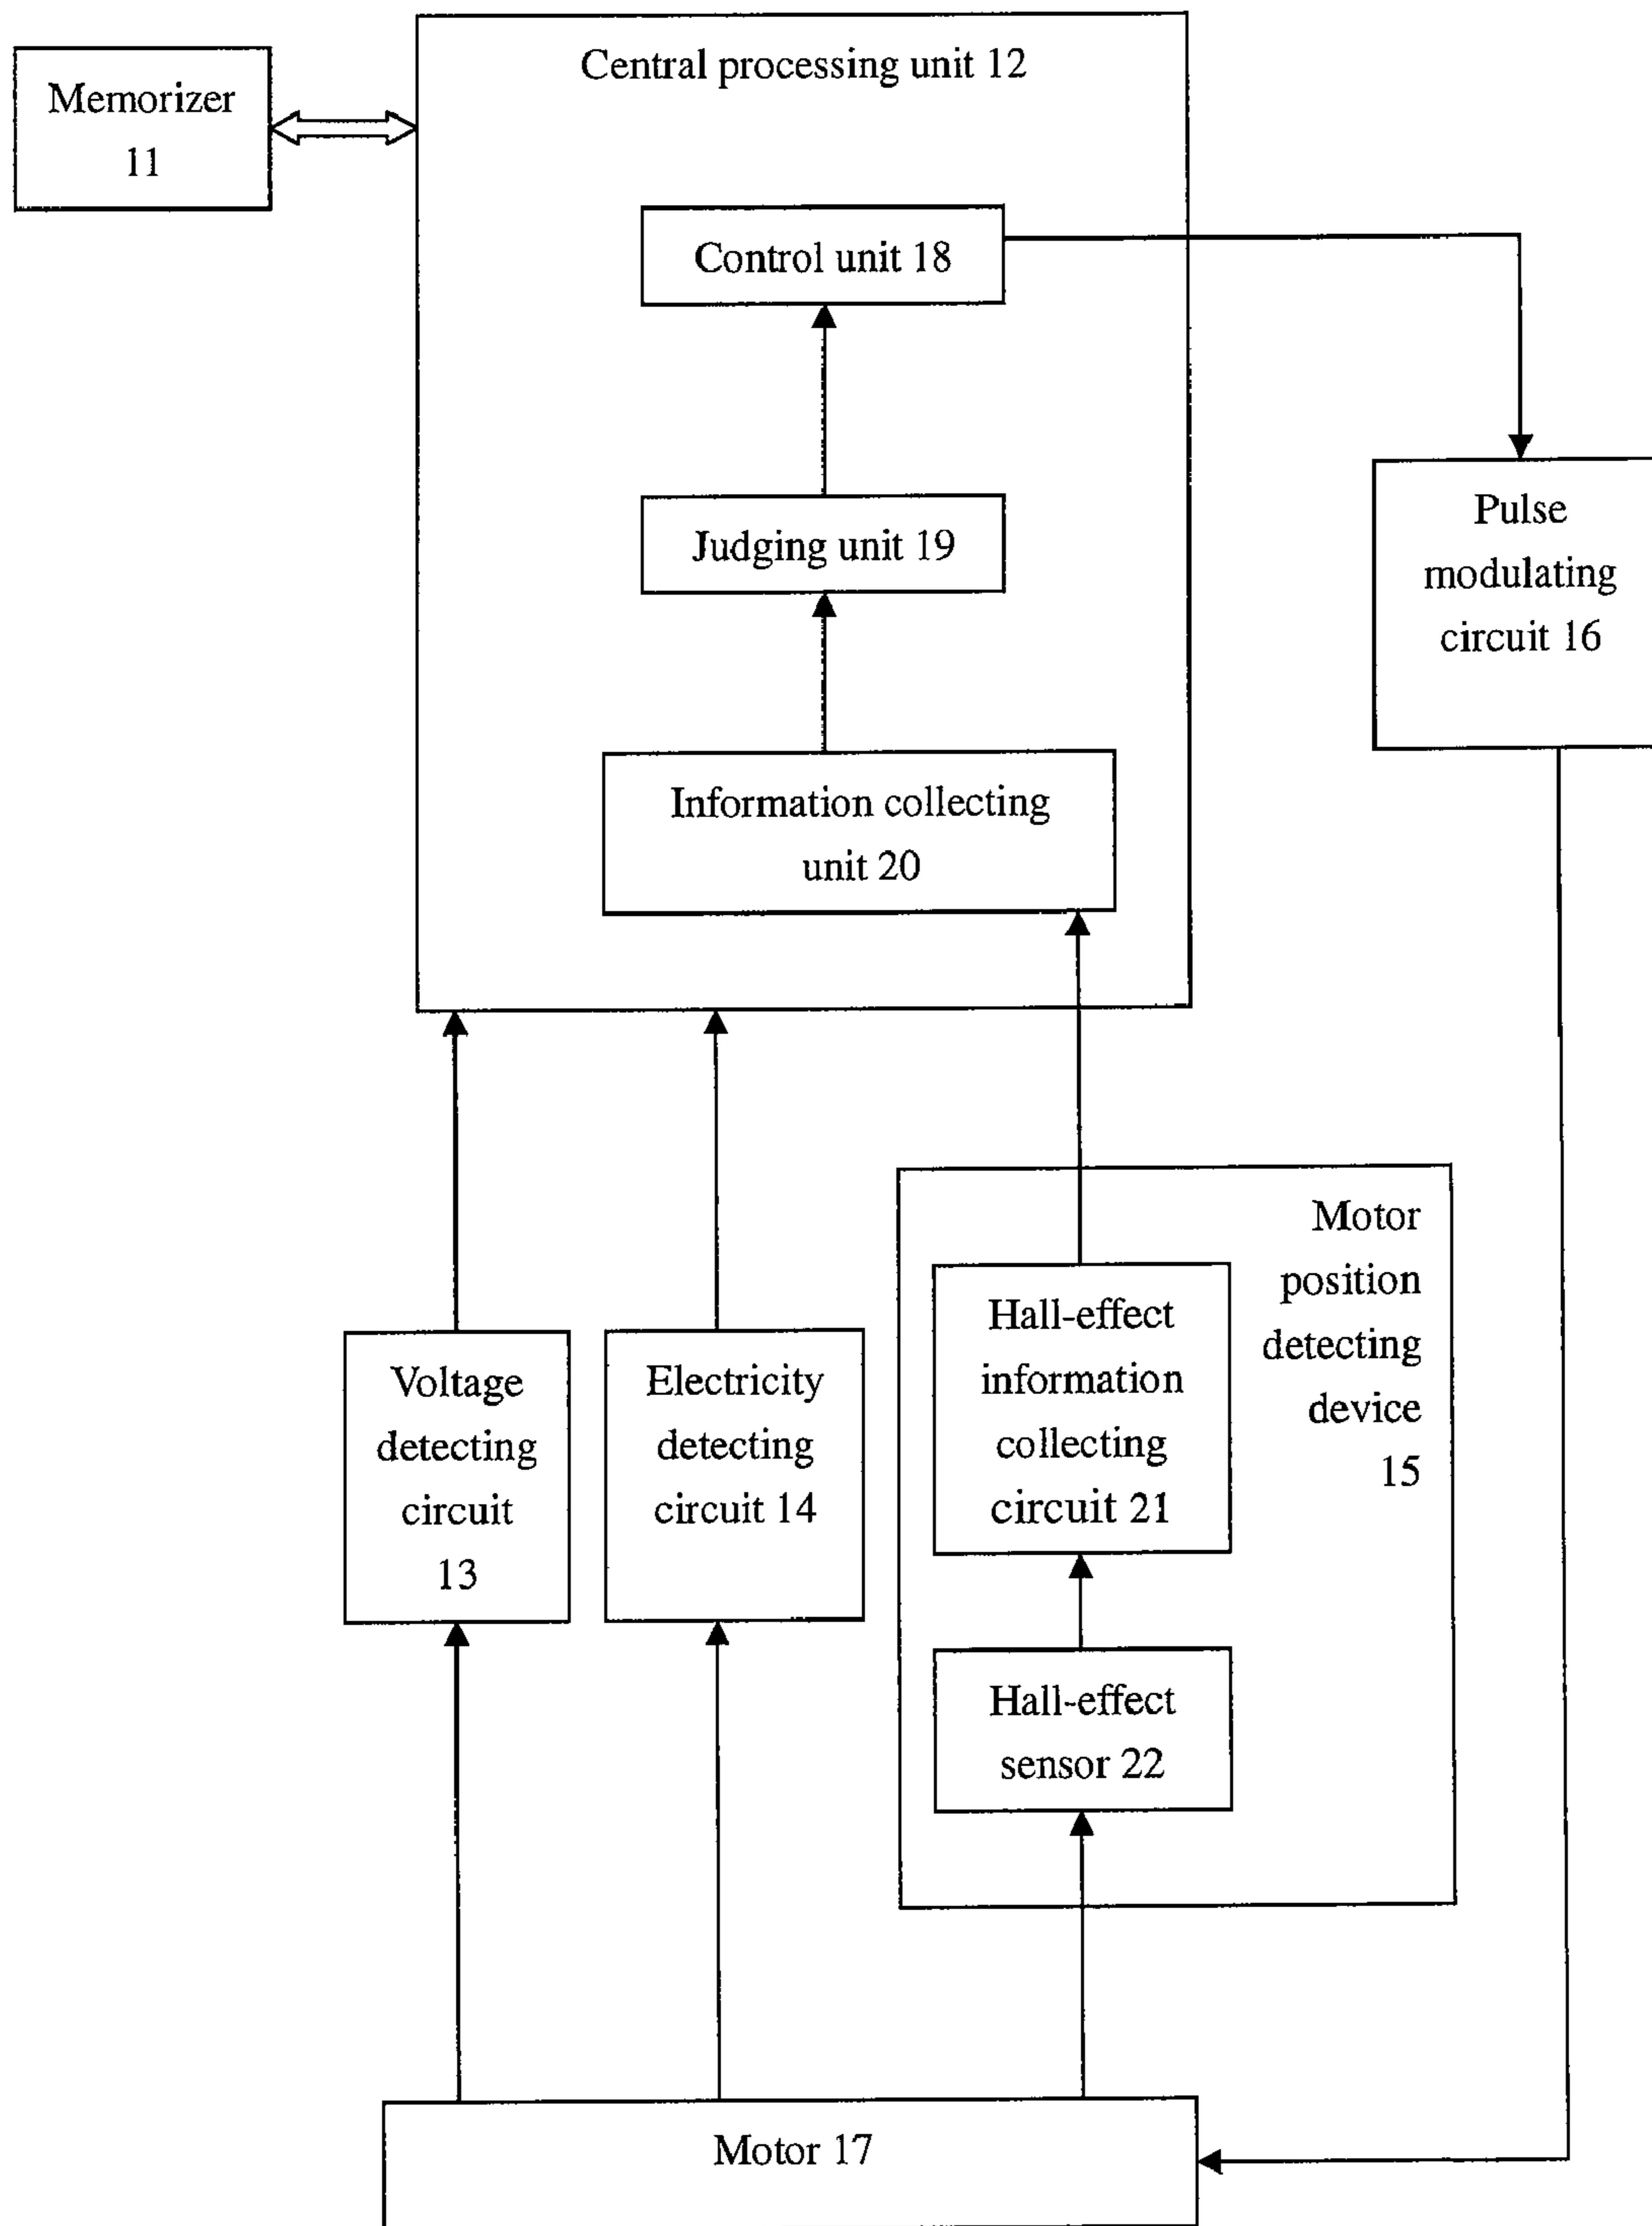 Memorizer
11
Central processing unit 12
Control unit 18
Judging unit 19
Information collecting
unit 20
Pulse
modulating
circuit 16
Voltage
detecting
circuit
13
Electricity
detecting
circuit 14
Hall-effect
information
collecting
circuit 21
Hall-effect
sensor 22
Motor
position
detecting
device
15
Motor 17